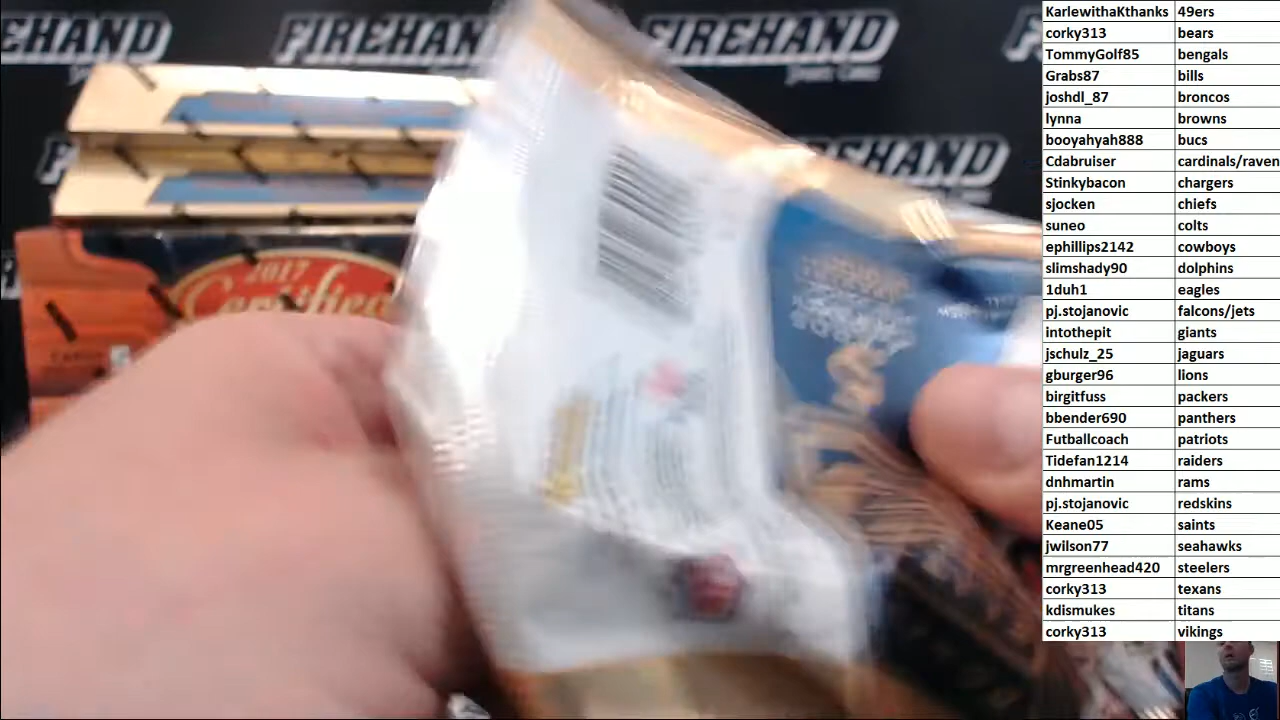 FIREHAND
FIREHAND
FIREHAND
FIREHAND
2017
KarlewithaKthanks 49ers
corky313 bears
TommyGolf85 bengals
Grabs87 bills
joshdl_87 broncos
lynna browns
booyahyah888 bucs
Cdabruiser cardinals/raven
Stinkybacon chargers
sjocken chiefs
suneo colts
ephillips2142 cowboys
slimshady90 dolphins
1duh1 eagles
pj.stojanovic falcons/jets
intothepit giants
jschulz_25 jaguars
gburger96 lions
birgitfuss packers
bbender690 panthers
Futballcoach patriots
Tidefan1214 raiders
dnhmartin rams
pj.stojanovic redskins
Keane05 saints
jwilson77 seahawks
mrgreenhead420 steelers
corky313 texans
kdismukes titans
corky313 vikings